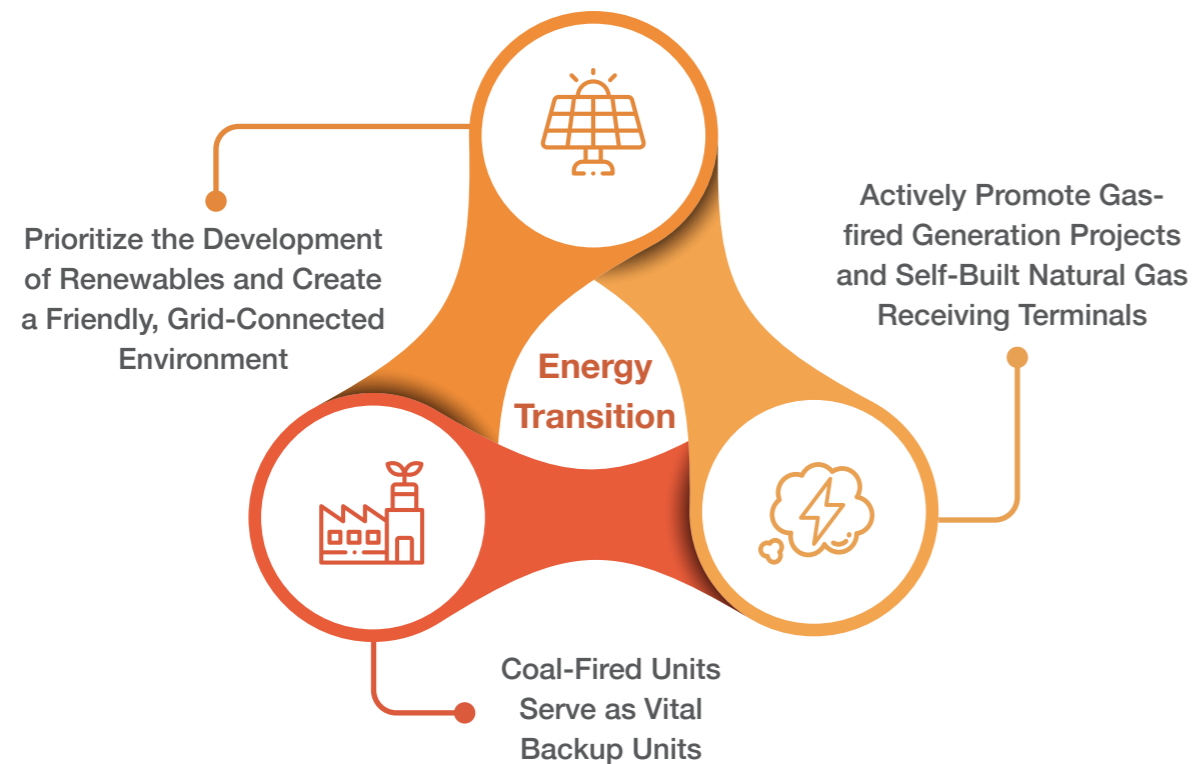 Prioritize the Development
of Renewables and Create
a Friendly, Grid-Connected
Environment
Actively Promote Gas-
fired Generation Projects
and Self-Built Natural Gas
Receiving Terminals
Energy
Transition
Coal-Fired Units
Serve as Vital
Backup Units